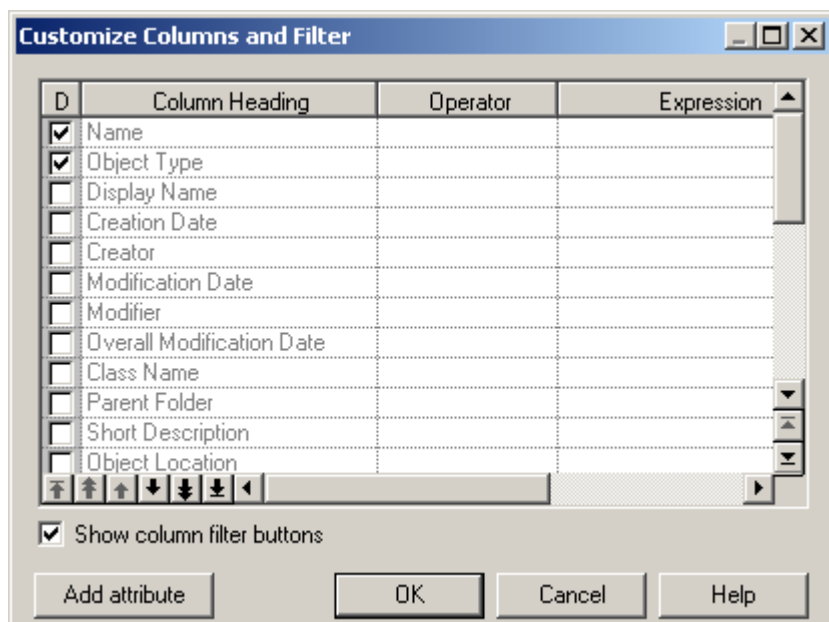 Customize Columns and Filter
D Column Heading Operator Expression
Name
Object Type
Display Name
Creation Date
Creator
Modification Date
Modifier
Overall Modification Date
Class Name
Parent Folder
Short Description
Object Location
Show column filter buttons
Add attribute OK Cancel Help